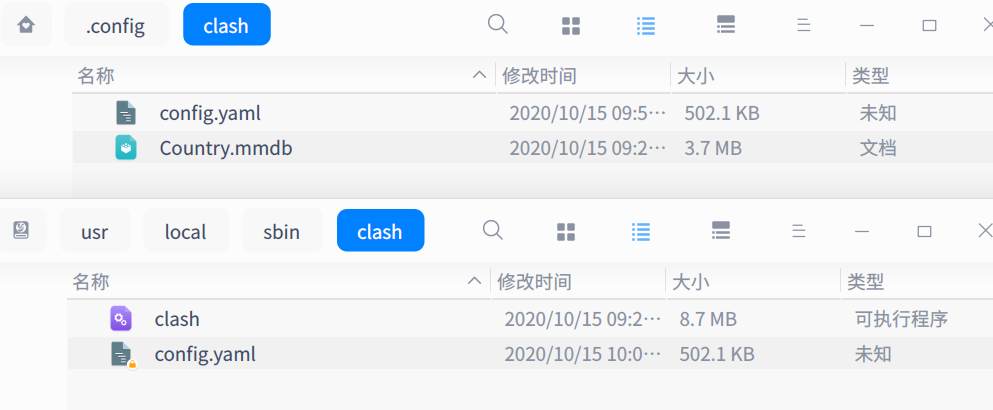 .config clash
名称 修改时间 大小 类型
config.yaml 2020/10/15 09:5··· 502.1 KB 未知
Country.mmdb 2020/10/15 09:2··· 3.7 MB 文档
usr local sbin clash
名称 修改时间 大小 类型
clash 2020/10/15 09:2··· 8.7 MB 可执行程序
config.yaml 2020/10/15 10:0··· 502.1 KB 未知